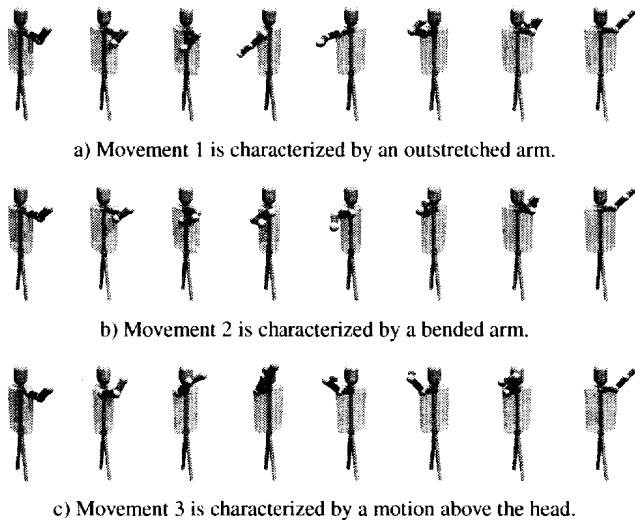 a) Movement 1 is characterized by an outstretched arm.
b) Movement 2 is characterized by a bended arm.
c) Movement 3 is characterized by a motion above the head.